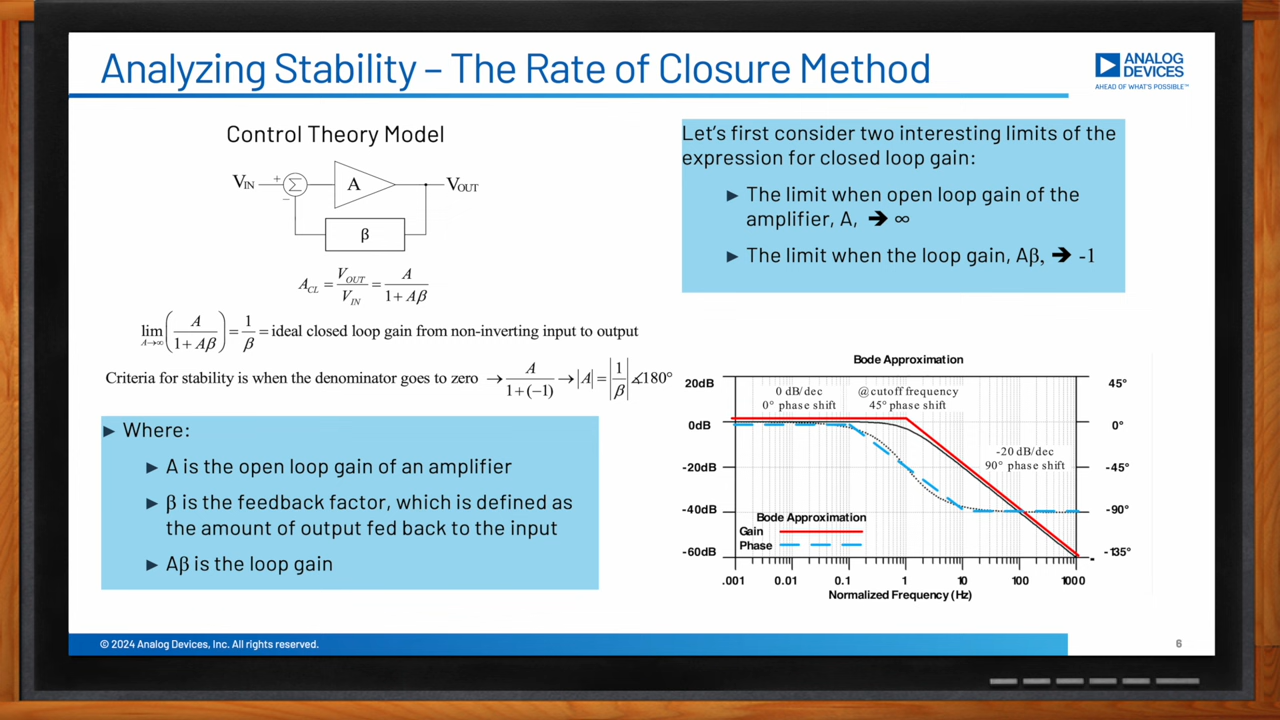 Analyzing Stability – The Rate of Closure Method
ANALOG
DEVICES
AHEAD OF WHAT'S POSSIBLE™
Control Theory Model
V_IN + Σ − A V_OUT
β
A_CL = V_OUT / V_IN = A / (1 + Aβ)
lim A→∞ (A / (1 + Aβ)) = 1/β = ideal closed loop gain from non-inverting input to output
Criteria for stability is when the denominator goes to zero → A / (1 + (−1)) → |A| = |1/β| ∡180°
► Where:
► A is the open loop gain of an amplifier
► β is the feedback factor, which is defined as
the amount of output fed back to the input
► Aβ is the loop gain
Let's first consider two interesting limits of the
expression for closed loop gain:
► The limit when open loop gain of the
amplifier, A, ➔ ∞
► The limit when the loop gain, Aβ, ➔ -1
Bode Approximation
20dB
0dB
-20dB
-40dB
-60dB
45°
0°
-45°
-90°
-135°
0 dB/dec
0° phase shift
@cutoff frequency
45° phase shift
-20 dB/dec
90° phase shift
Bode Approximation
Gain
Phase
.001 0.01 0.1 1 10 100 1000
Normalized Frequency (Hz)
© 2024 Analog Devices, Inc. All rights reserved.
6